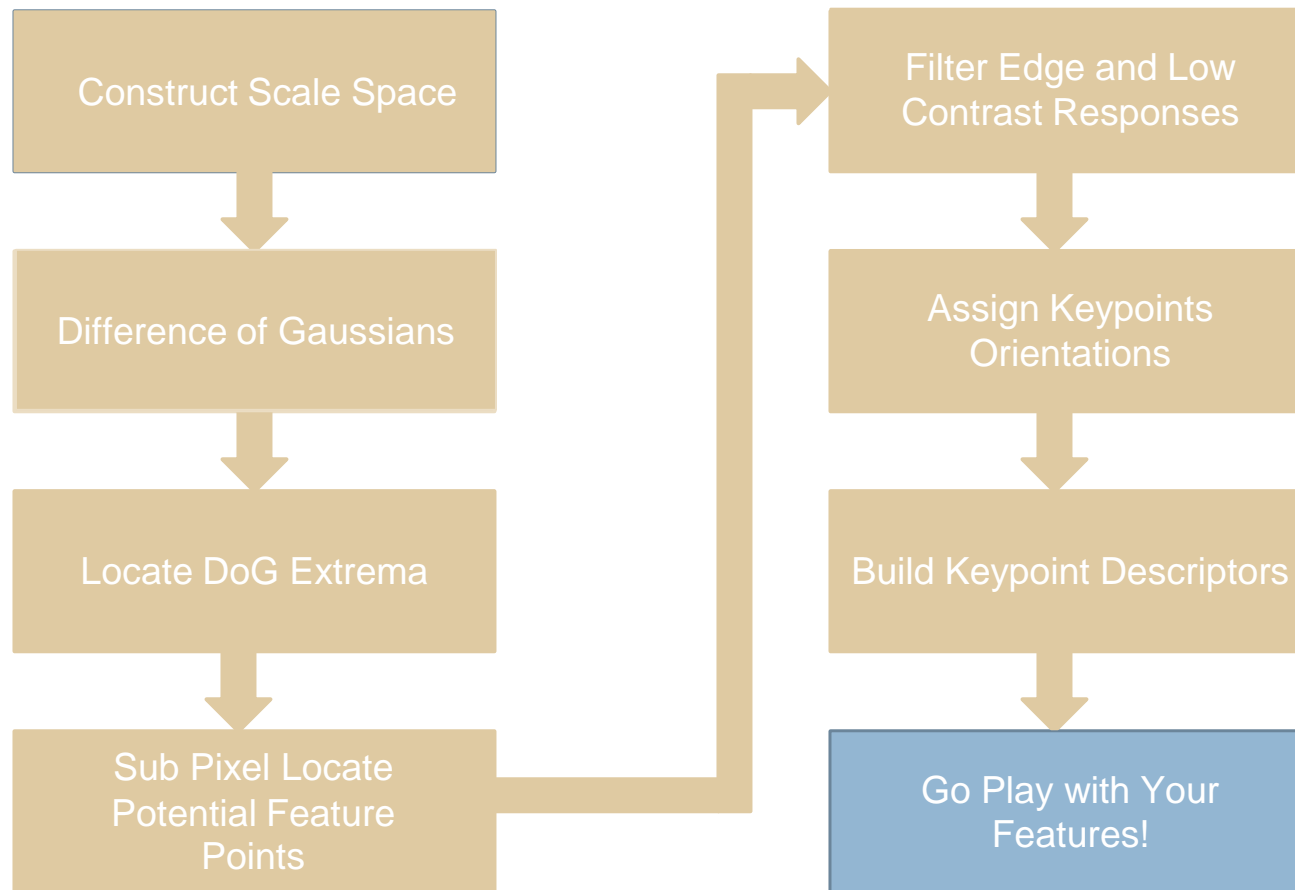 Construct Scale Space
Difference of Gaussians
Locate DoG Extrema
Sub Pixel Locate
Potential Feature
Points
Filter Edge and Low
Contrast Responses
Assign Keypoints
Orientations
Build Keypoint Descriptors
Go Play with Your
Features!